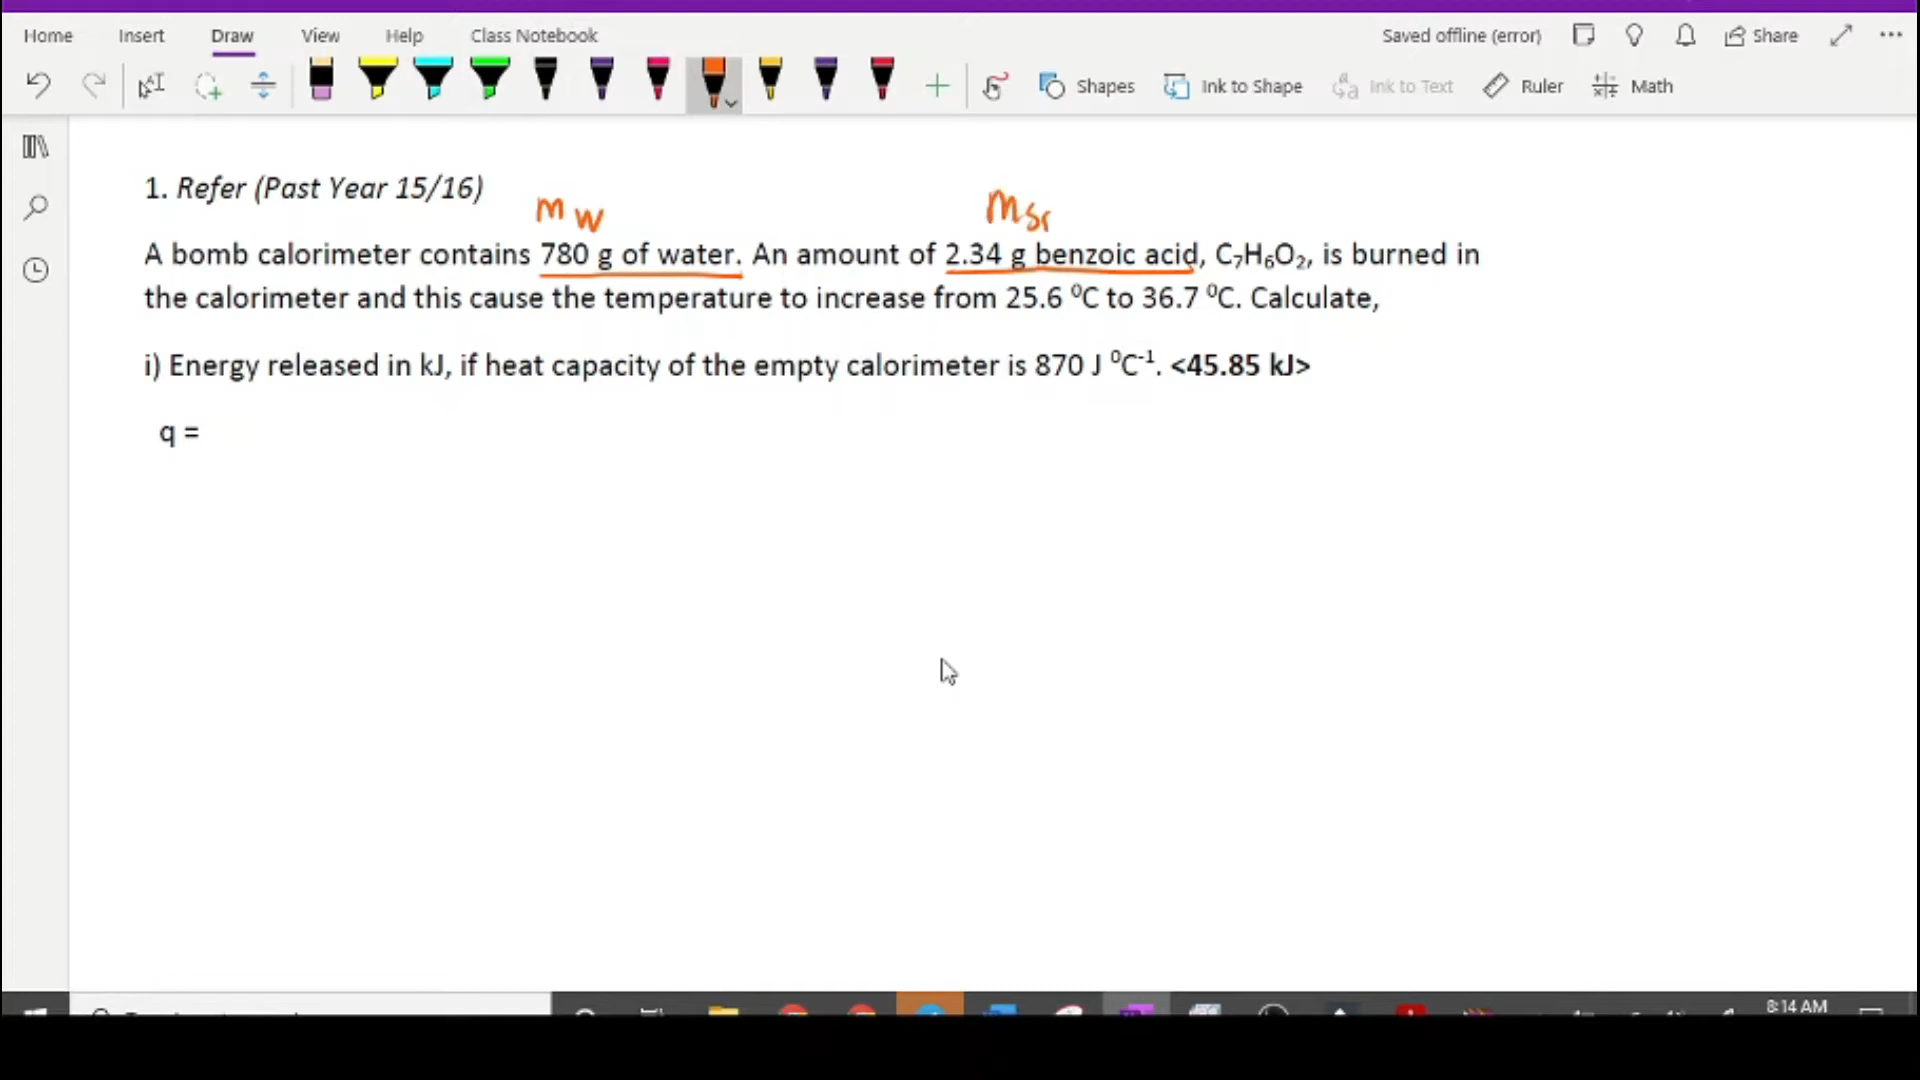 Home Insert Draw View Help Class Notebook Saved offline (error) Share
Shapes Ink to Shape Ink to Text Ruler Math
1. Refer (Past Year 15/16)
m w Msr
A bomb calorimeter contains 780 g of water. An amount of 2.34 g benzoic acid, C₇H₆O₂, is burned in
the calorimeter and this cause the temperature to increase from 25.6 ⁰C to 36.7 ⁰C. Calculate,
i) Energy released in kJ, if heat capacity of the empty calorimeter is 870 J ⁰C⁻¹. <45.85 kJ>
q =
8:14 AM